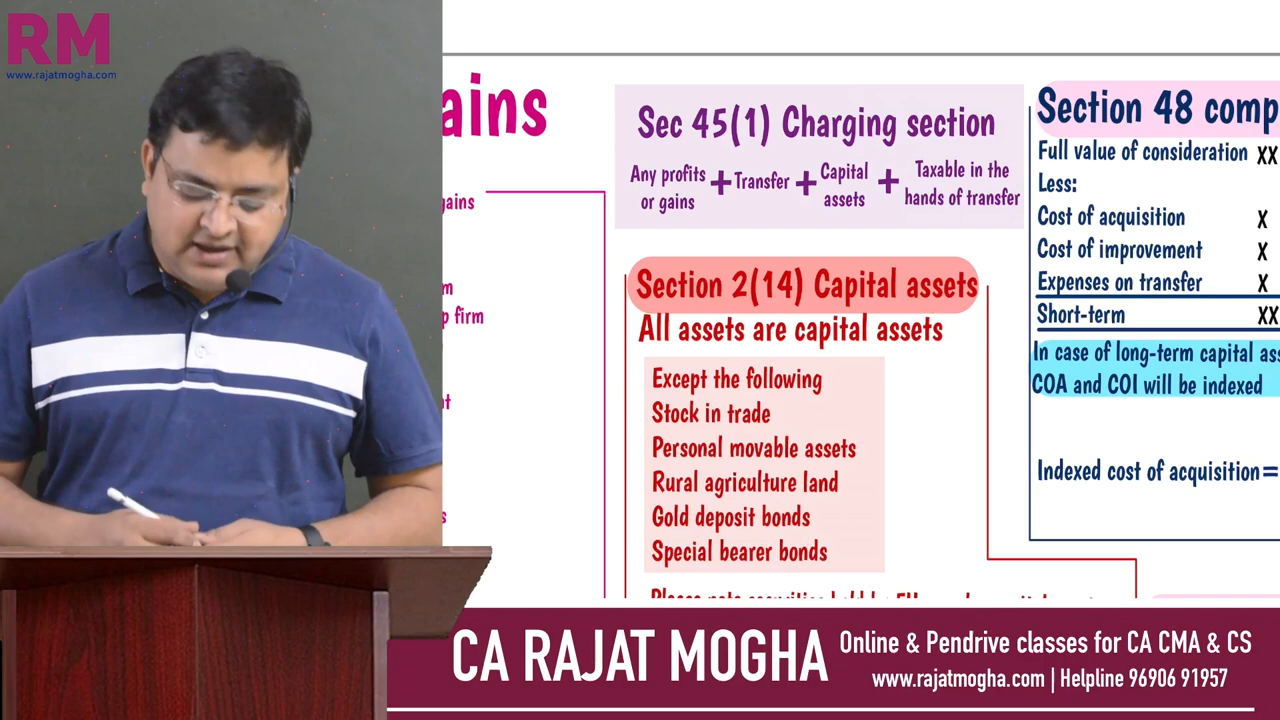 RM
www.rajatmogha.com
ains
gains
m
p firm
t
s
Sec 45(1) Charging section
Any profits or gains + Transfer + Capital assets + Taxable in the hands of transfer
Section 2(14) Capital assets
All assets are capital assets
Except the following
Stock in trade
Personal movable assets
Rural agriculture land
Gold deposit bonds
Special bearer bonds
Section 48 comp
Full value of consideration XX
Less:
Cost of acquisition X
Cost of improvement X
Expenses on transfer X
Short-term XX
In case of long-term capital ass
COA and COI will be indexed
Indexed cost of acquisition=
CA RAJAT MOGHA
Online & Pendrive classes for CA CMA & CS
www.rajatmogha.com | Helpline 96906 91957